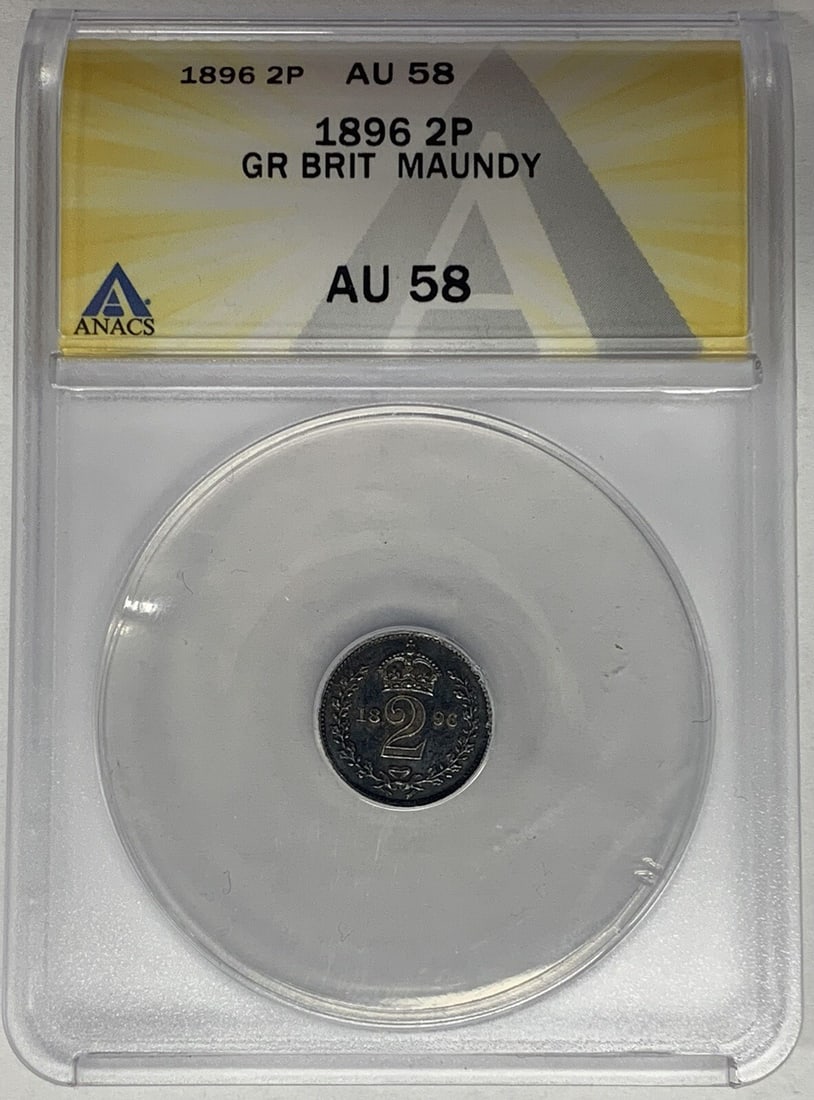 1896 2P AU 58
1896 2P
GR BRIT MAUNDY
AU 58
ANACS
18 2 96